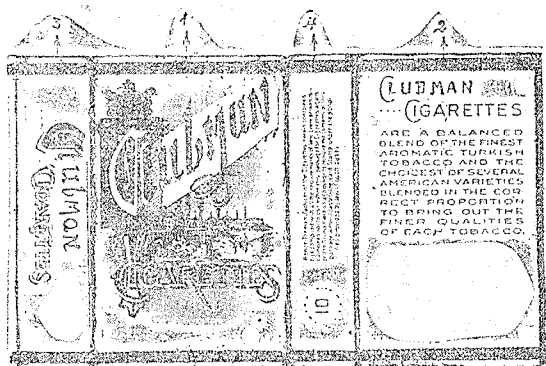 3 1 4 2
Clubman
CIGARETTES
10
CLUBMAN
CIGARETTES
ARE A BALANCED
BLEND OF THE FINEST
AROMATIC TURKISH
TOBACCO AND THE
CHOICEST OF SEVERAL
AMERICAN VARIETIES
BLENDED IN THE COR-
RECT PROPORTION
TO BRING OUT THE
FINER QUALITIES
OF EACH TOBACCO.